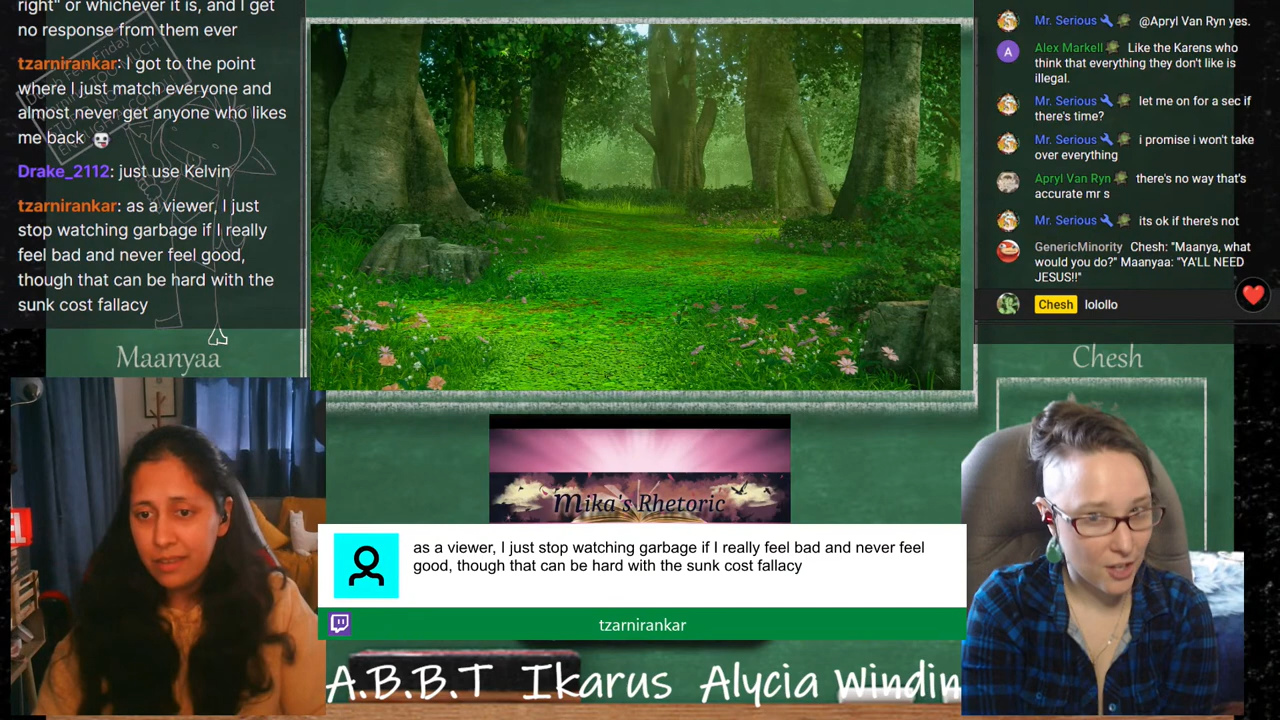 right" or whichever it is, and I get
no response from them ever
tzarnirankar: I got to the point
where I just match everyone and
almost never get anyone who likes
me back
Drake_2112: just use Kelvin
tzarnirankar: as a viewer, I just
stop watching garbage if I really
feel bad and never feel good,
though that can be hard with the
sunk cost fallacy
Maanyaa
Mr. Serious @Apryl Van Ryn yes.
Alex Markell Like the Karens who
think that everything they don't like is
illegal.
Mr. Serious let me on for a sec if
there's time?
Mr. Serious i promise i won't take
over everything
Apryl Van Ryn there's no way that's
accurate mr s
Mr. Serious its ok if there's not
GenericMinority Chesh: "Maanya, what
would you do?" Maanyaa: "YA'LL NEED
JESUS!!"
Chesh lolollo
A
Chesh
Mika's Rhetoric
as a viewer, I just stop watching garbage if I really feel bad and never feel
good, though that can be hard with the sunk cost fallacy
tzarnirankar
A.B.B.T Ikarus Alycia Windin